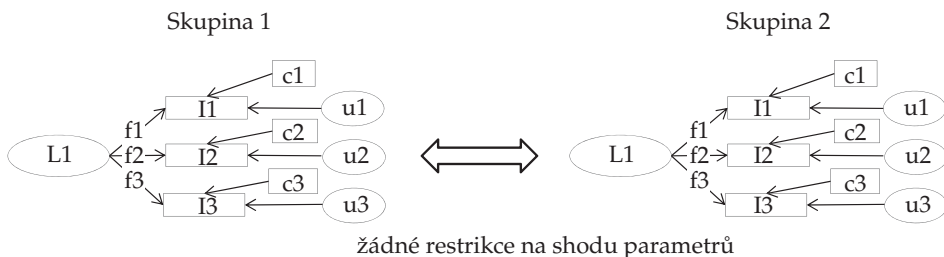 Skupina 1
Skupina 2
c1
I1
u1
f1
c2
L1
f2
I2
u2
f3
c3
I3
u3
c1
I1
u1
f1
c2
L1
f2
I2
u2
f3
c3
I3
u3
žádné restrikce na shodu parametrů